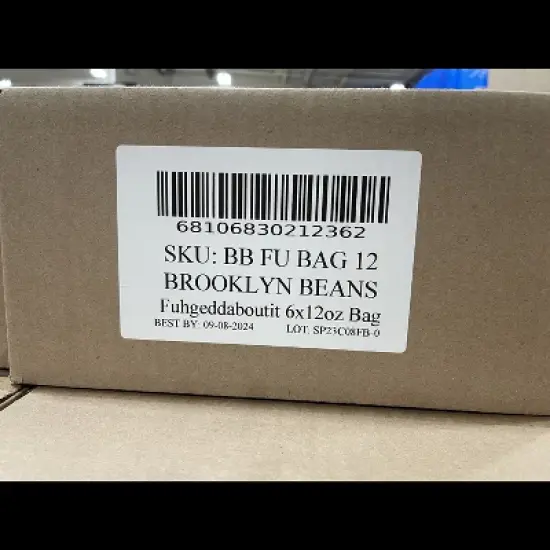 68106830212362
SKU: BB FU BAG 12
BROOKLYN BEANS
Fuhgeddaboutit 6x12oz Bag
BEST BY: 09-08-2024 LOT. SP23C08FB-0